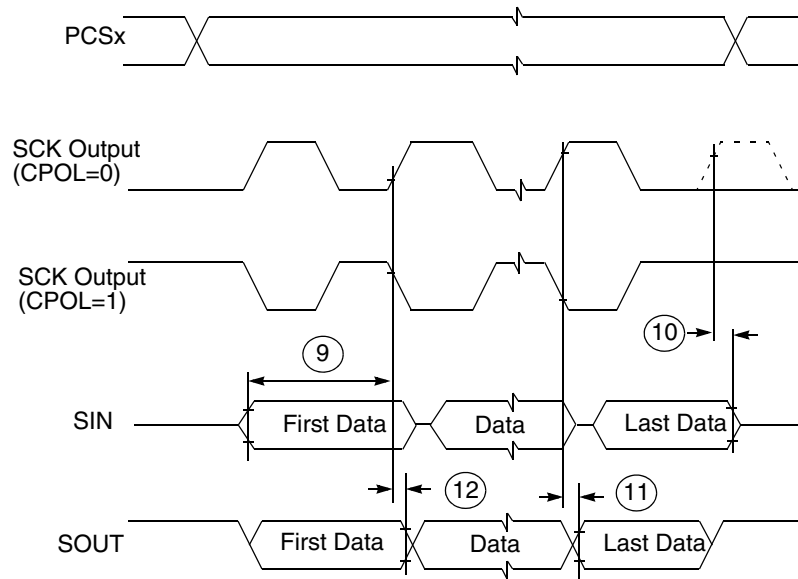 PCSx
SCK Output
(CPOL=0)
SCK Output
(CPOL=1)
10
9
SIN
First Data
Data
Last Data
12
11
SOUT
First Data
Data
Last Data